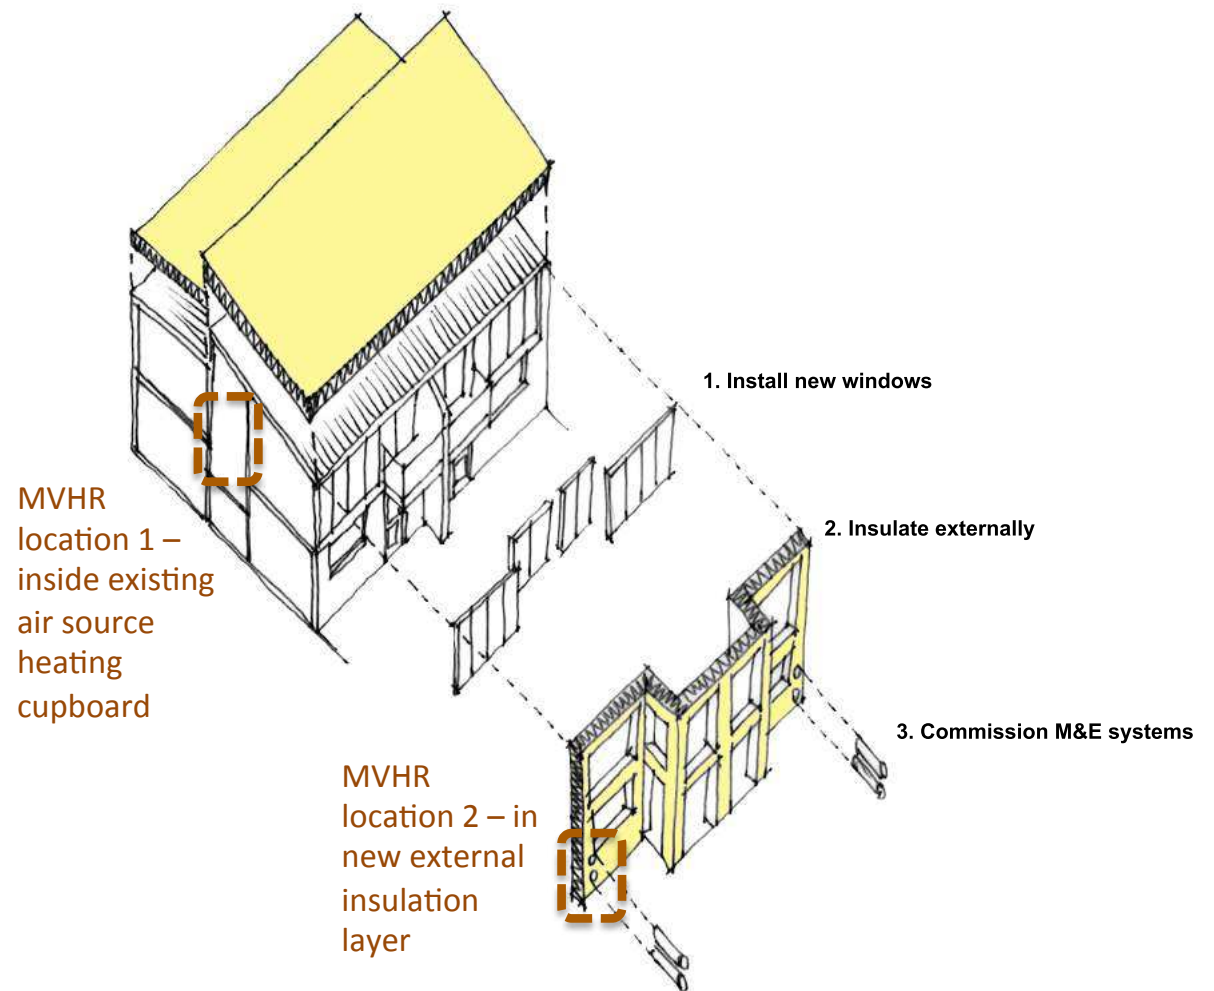 1. Install new windows
MVHR
location 1 –
inside existing
air source
heating
cupboard
2. Insulate externally
3. Commission M&E systems
MVHR
location 2 – in
new external
insulation
layer